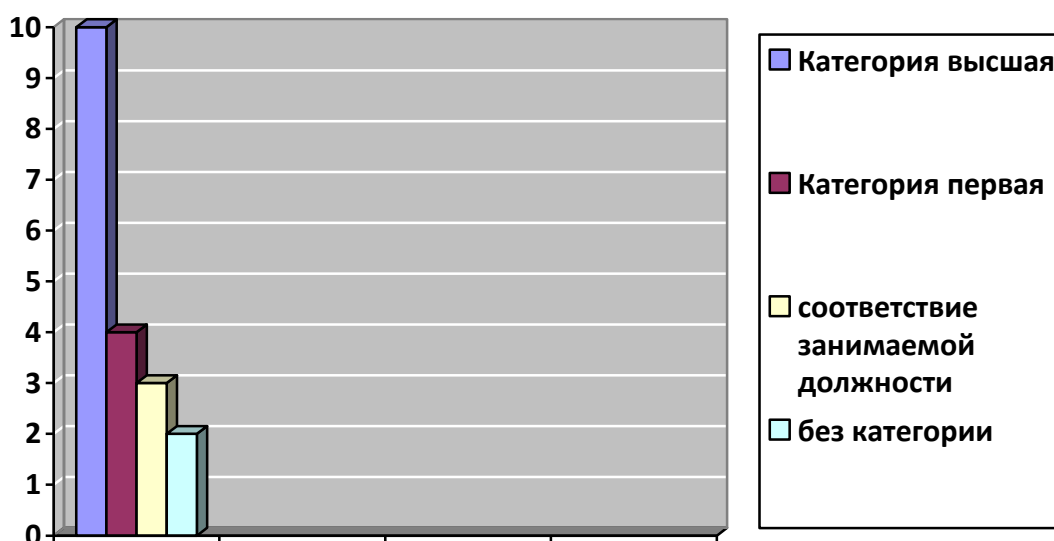 10
9
8
7
6
5
4
3
2
1
0
Категория высшая
Категория первая
соответствие
занимаемой
должности
без категории